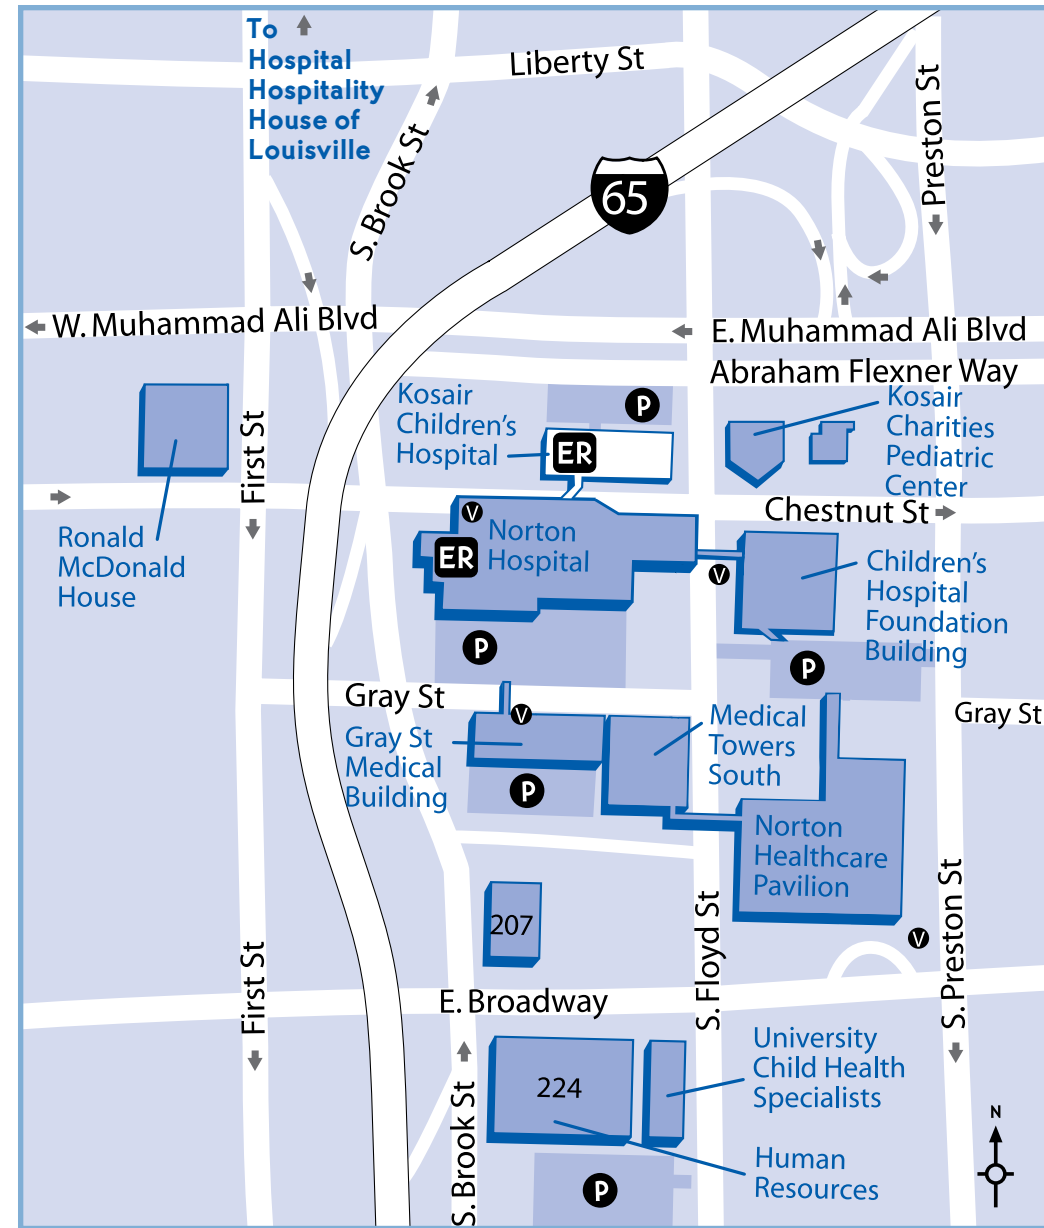 To
Hospital
Hospitality
House of
Louisville
Liberty St
S. Brook St
Preston St
65
W. Muhammad Ali Blvd
E. Muhammad Ali Blvd
Abraham Flexner Way
Kosair
Children's
Hospital
P
ER
Kosair
Charities
Pediatric
Center
First St
Chestnut St
Ronald
McDonald
House
V
Norton
Hospital
ER
V
Children's
Hospital
Foundation
Building
P
P
Gray St
Gray St
V
Gray St
Medical
Building
Medical
Towers
South
P
Norton
Healthcare
Pavilion
207
V
First St
S. Floyd St
S. Preston St
E. Broadway
University
Child Health
Specialists
224
S. Brook St
Human
Resources
P
N